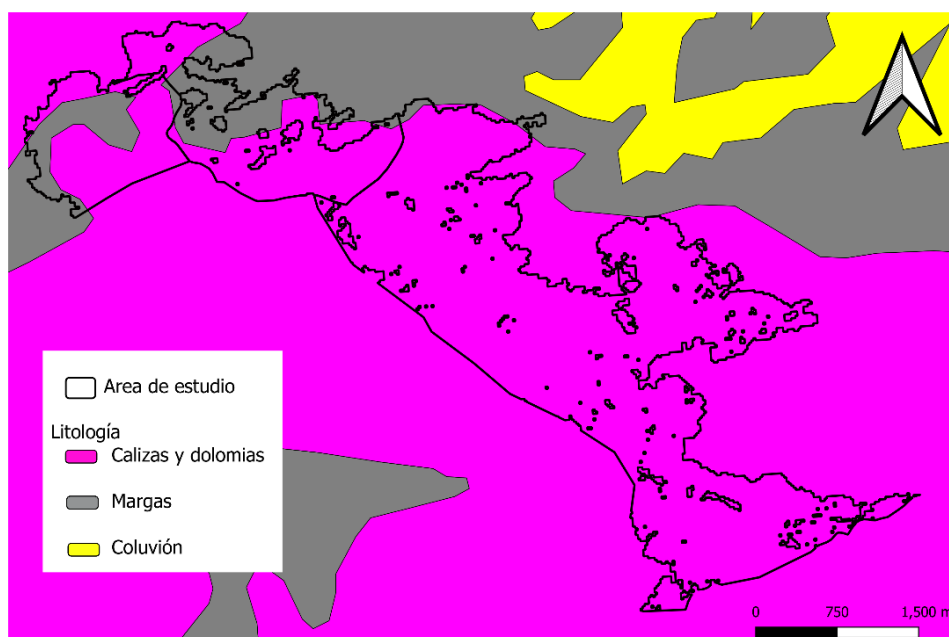 Area de estudio
Litología
Calizas y dolomias
Margas
Coluvión
0 750 1,500 m